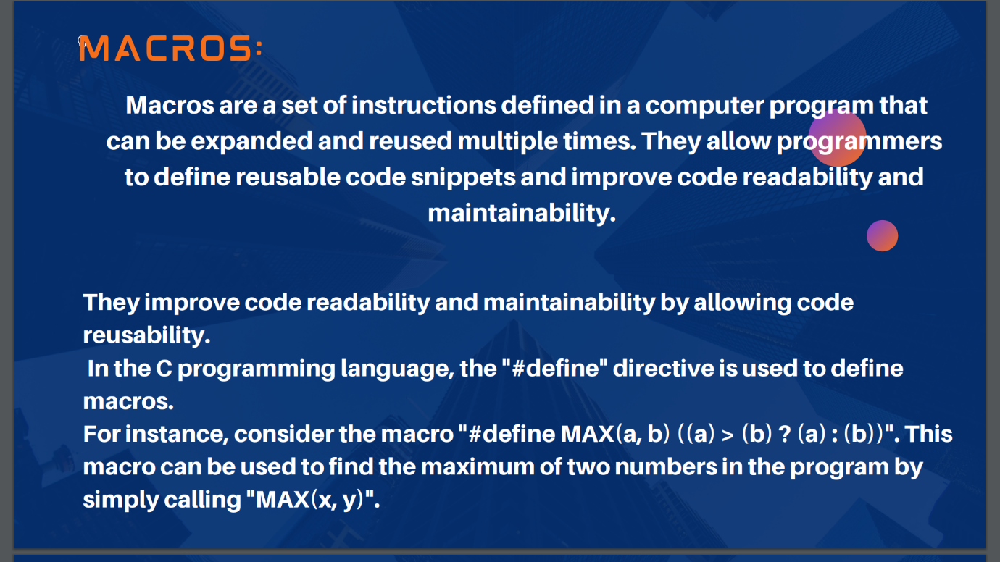 MACROS:
Macros are a set of instructions defined in a computer program that
can be expanded and reused multiple times. They allow programmers
to define reusable code snippets and improve code readability and
maintainability.
They improve code readability and maintainability by allowing code
reusability.
In the C programming language, the "#define" directive is used to define
macros.
For instance, consider the macro "#define MAX(a, b) ((a) > (b) ? (a) : (b))". This
macro can be used to find the maximum of two numbers in the program by
simply calling "MAX(x, y)".